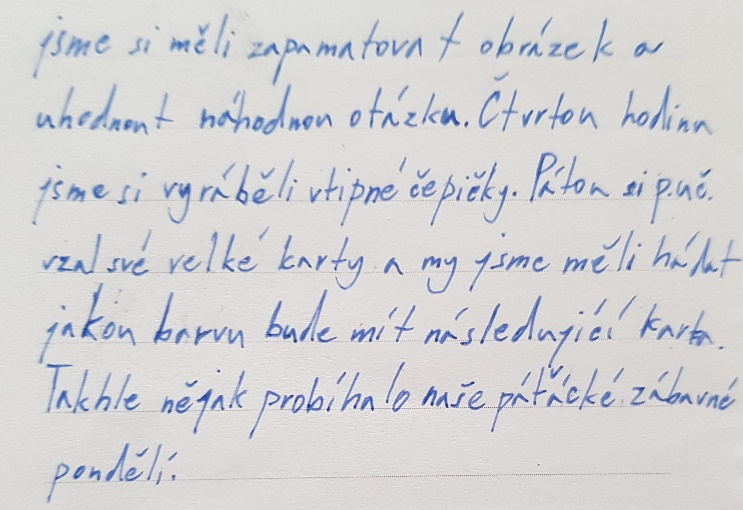 jsme si měli zapamatovat obrázek a
uhodnout náhodnou otázku. Čtvrtou hodinu
jsme si vyráběli vtipné čepičky. Pátou si p.uč.
vzal své velké karty a my jsme měli hádat
jakou barvu bude mít následující karta.
Takhle nějak probíhalo naše páťácké zábavné
pondělí.